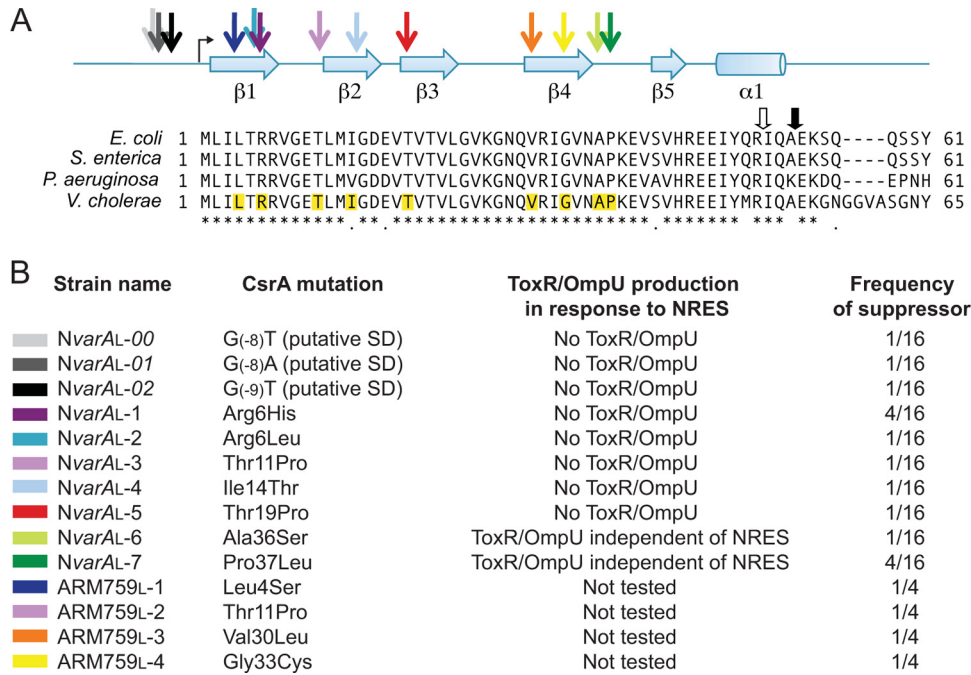 A
β1 β2 β3 β4 β5 α1
E. coli 1 MLILTRRVGETLMIGDEVTVTVLGVKGNQVRIGVNAPKEVSVHREEIYQRIQAEKSQ----QSSY 61
S. enterica 1 MLILTRRVGETLMIGDEVTVTVLGVKGNQVRIGVNAPKEVSVHREEIYQRIQAEKSQ----QSSY 61
P. aeruginosa 1 MLILTRRVGETLMVGDDVTVTVLGVKGNQVRIGVNAPKEVAVHREEIYQRIQKEKDQ----EPNH 61
V. cholerae 1 MLILTRRVGETLMIGDEVTVTVLGVKGNQVRIGVNAPKEVSVHREEIYMRIQAEKGNGGVASGNY 65
*************.**.***********************.******* *** ** .
B
Strain name CsrA mutation ToxR/OmpU production in response to NRES Frequency of suppressor
NvarAL-00 G(-8)T (putative SD) No ToxR/OmpU 1/16
NvarAL-01 G(-8)A (putative SD) No ToxR/OmpU 1/16
NvarAL-02 G(-9)T (putative SD) No ToxR/OmpU 1/16
NvarAL-1 Arg6His No ToxR/OmpU 4/16
NvarAL-2 Arg6Leu No ToxR/OmpU 1/16
NvarAL-3 Thr11Pro No ToxR/OmpU 1/16
NvarAL-4 Ile14Thr No ToxR/OmpU 1/16
NvarAL-5 Thr19Pro No ToxR/OmpU 1/16
NvarAL-6 Ala36Ser ToxR/OmpU independent of NRES 1/16
NvarAL-7 Pro37Leu ToxR/OmpU independent of NRES 4/16
ARM759L-1 Leu4Ser Not tested 1/4
ARM759L-2 Thr11Pro Not tested 1/4
ARM759L-3 Val30Leu Not tested 1/4
ARM759L-4 Gly33Cys Not tested 1/4